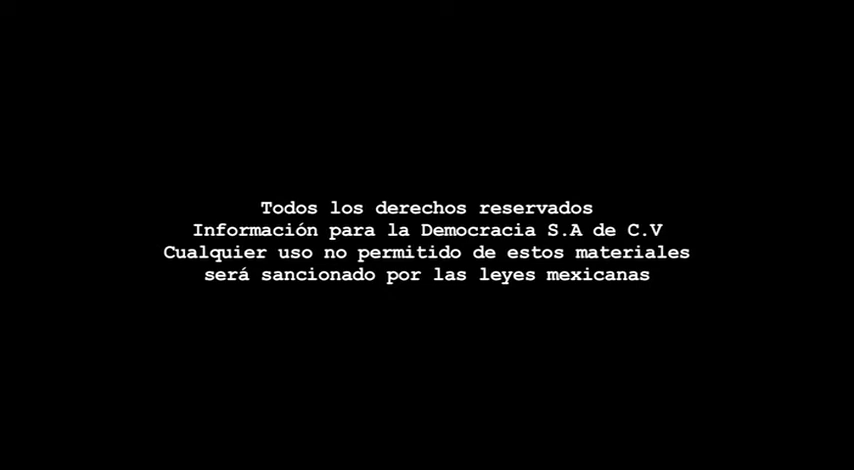 Todos los derechos reservados
Información para la Democracia S.A de C.V
Cualquier uso no permitido de estos materiales
será sancionado por las leyes mexicanas